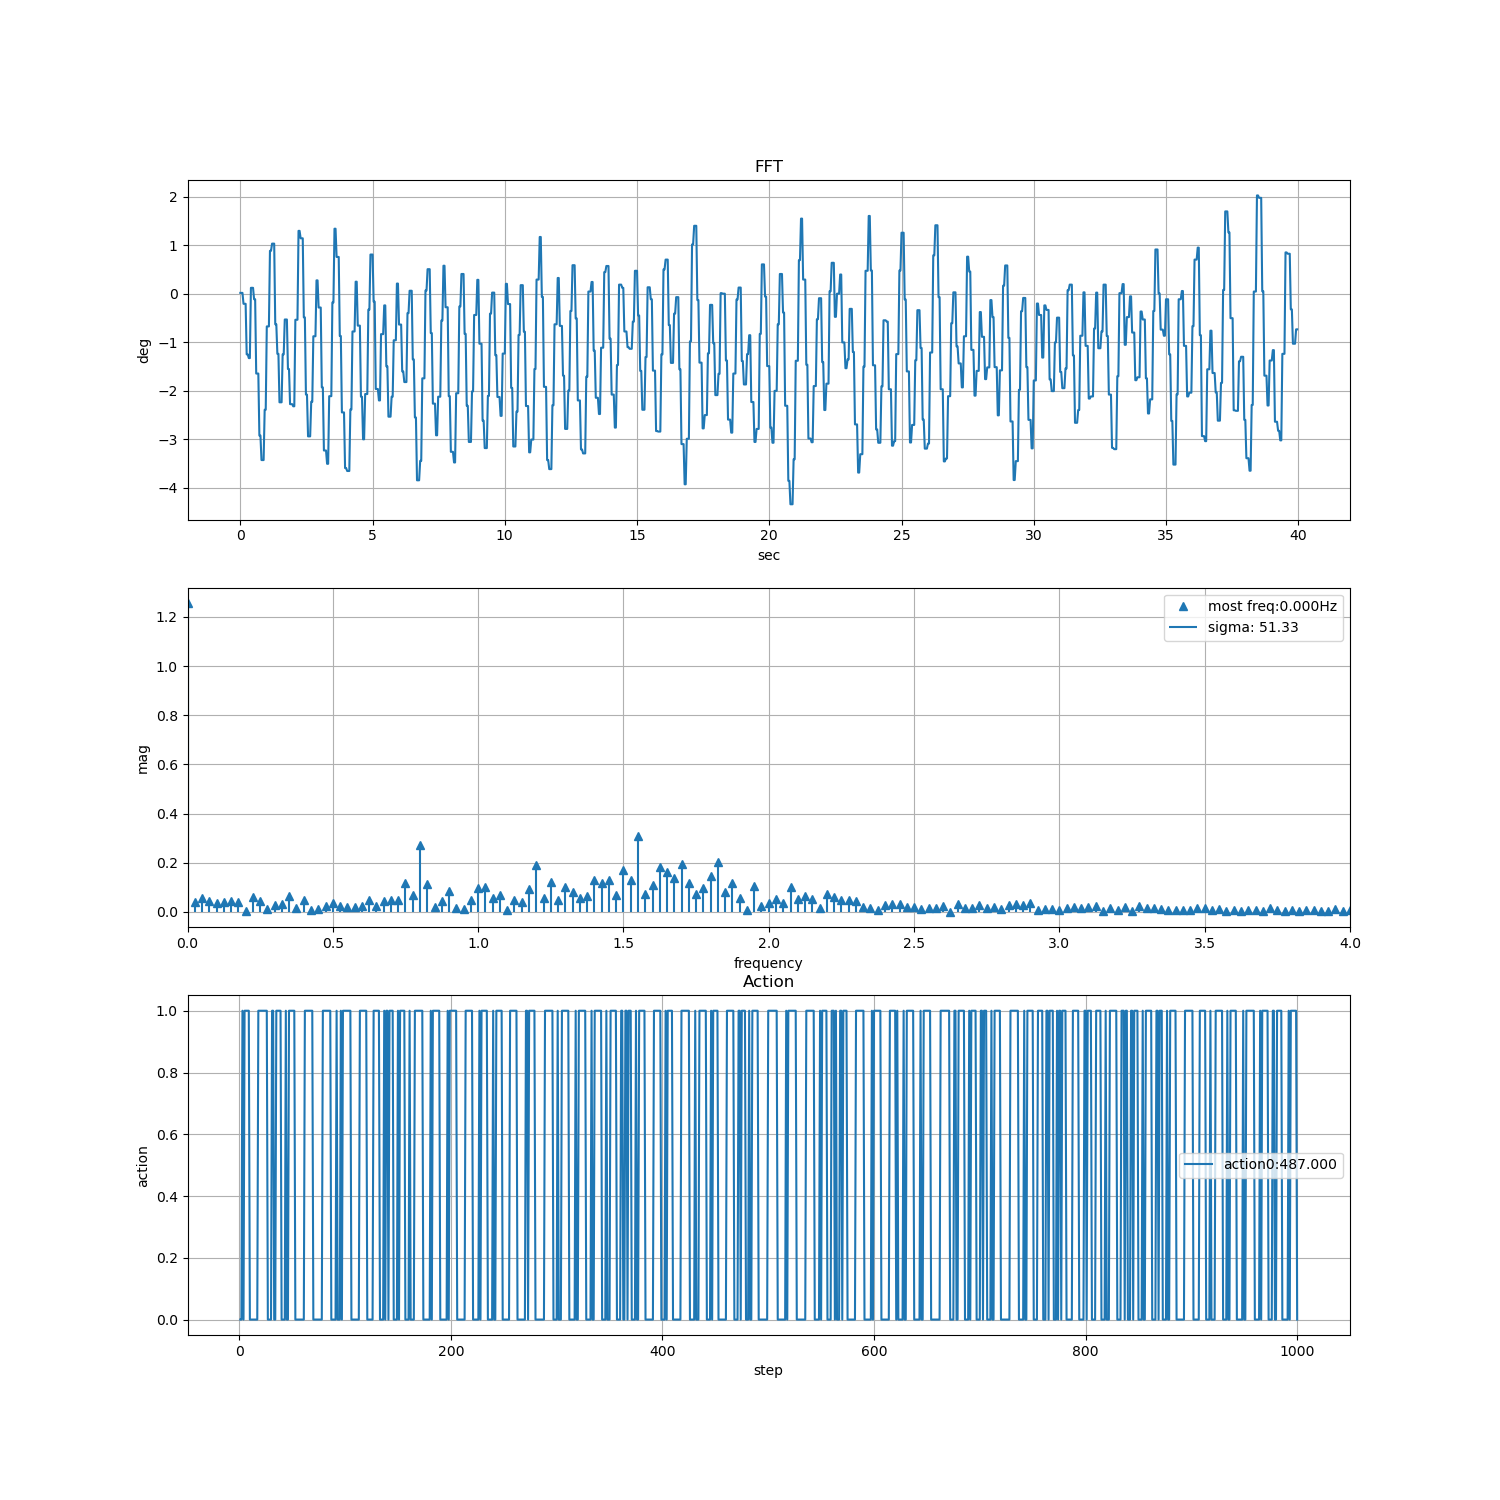 FFT
2
1
0
−1
−2
−3
−4
deg
0 5 10 15 20 25 30 35 40
sec
most freq:0.000Hz
sigma: 51.33
1.2
1.0
0.8
0.6
0.4
0.2
0.0
mag
0.0 0.5 1.0 1.5 2.0 2.5 3.0 3.5 4.0
frequency
Action
1.0
0.8
0.6
0.4
0.2
0.0
action
action0:487.000
0 200 400 600 800 1000
step